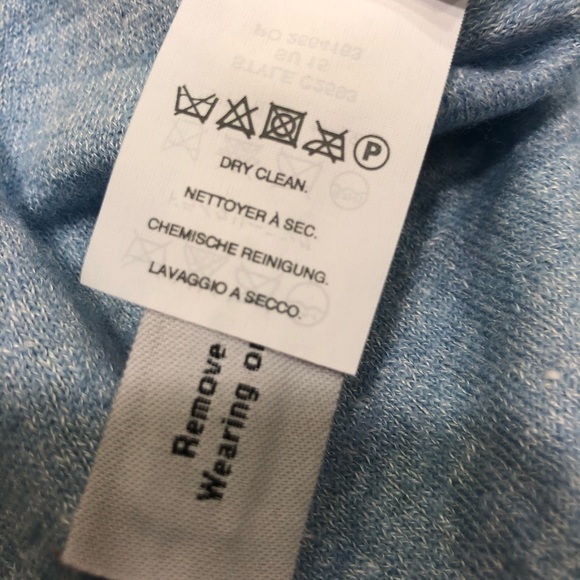 P
DRY CLEAN.
NETTOYER À SEC.
CHEMISCHE REINIGUNG.
LAVAGGIO A SECCO.
Remove
Wearing